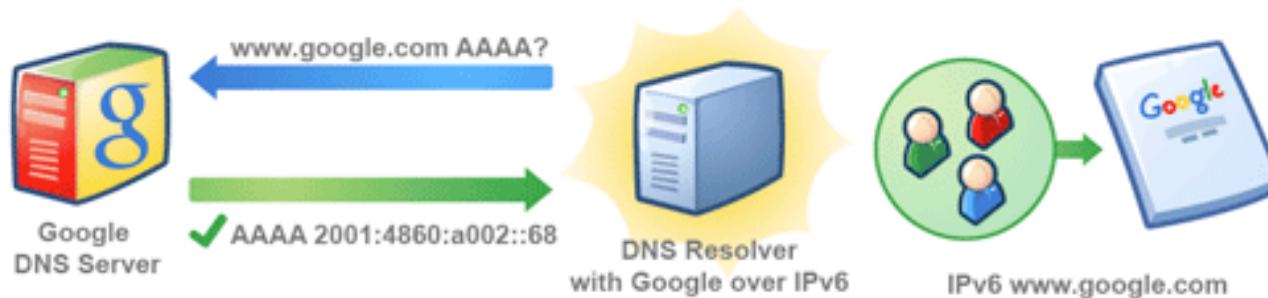 www.google.com AAAA?
g
Google
DNS Server
AAAA 2001:4860:a002::68
DNS Resolver
with Google over IPv6
Google
IPv6 www.google.com